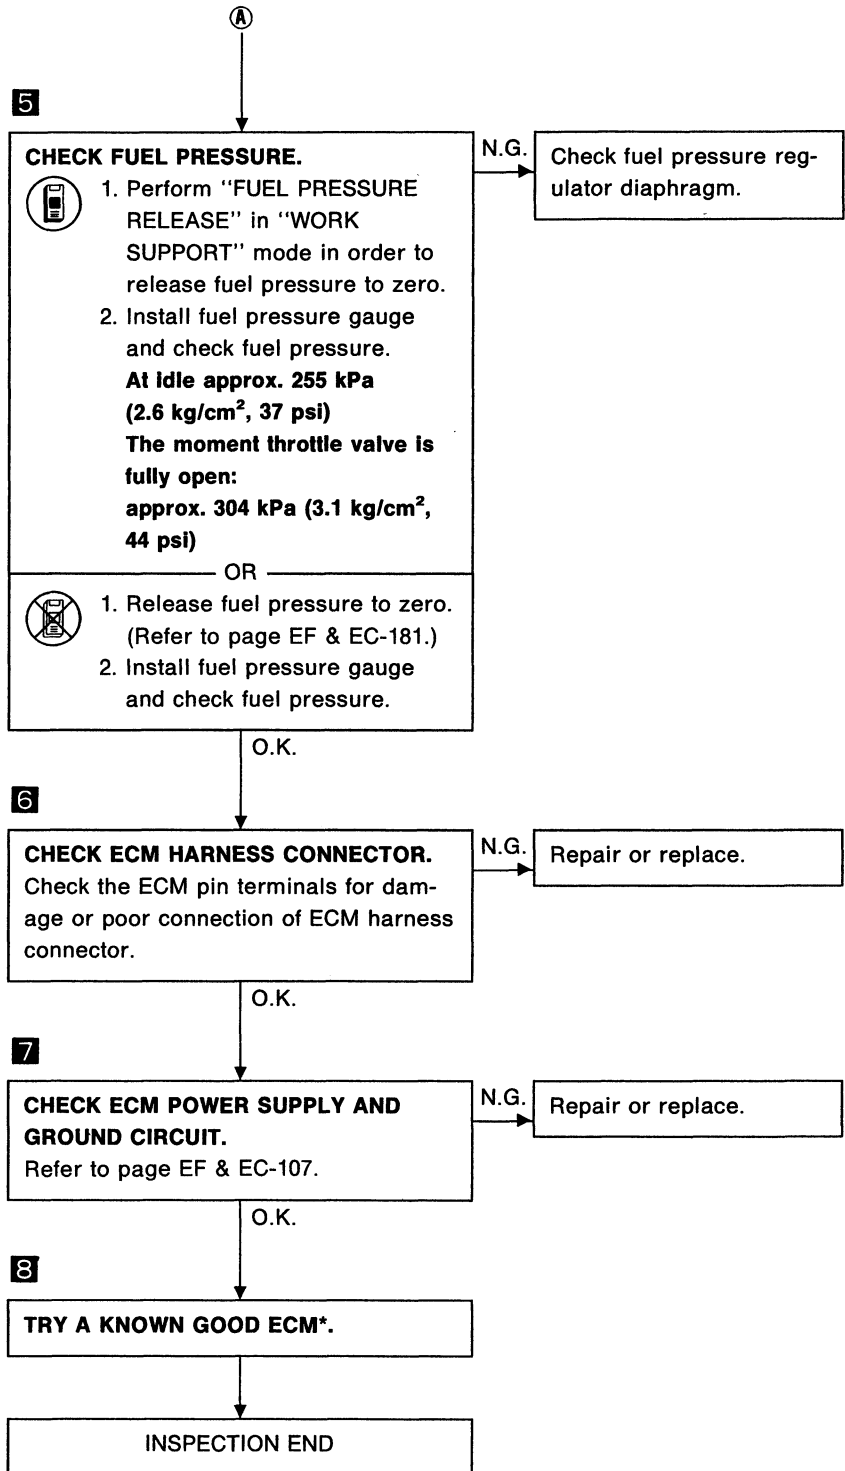 A
5
CHECK FUEL PRESSURE.
1. Perform "FUEL PRESSURE
RELEASE" in "WORK
SUPPORT" mode in order to
release fuel pressure to zero.
2. Install fuel pressure gauge
and check fuel pressure.
At idle approx. 255 kPa
(2.6 kg/cm², 37 psi)
The moment throttle valve is
fully open:
approx. 304 kPa (3.1 kg/cm²,
44 psi)
N.G.
Check fuel pressure reg-
ulator diaphragm.
OR
1. Release fuel pressure to zero.
(Refer to page EF & EC-181.)
2. Install fuel pressure gauge
and check fuel pressure.
O.K.
6
CHECK ECM HARNESS CONNECTOR.
Check the ECM pin terminals for dam-
age or poor connection of ECM harness
connector.
N.G.
Repair or replace.
O.K.
7
CHECK ECM POWER SUPPLY AND
GROUND CIRCUIT.
Refer to page EF & EC-107.
N.G.
Repair or replace.
O.K.
8
TRY A KNOWN GOOD ECM*.
INSPECTION END